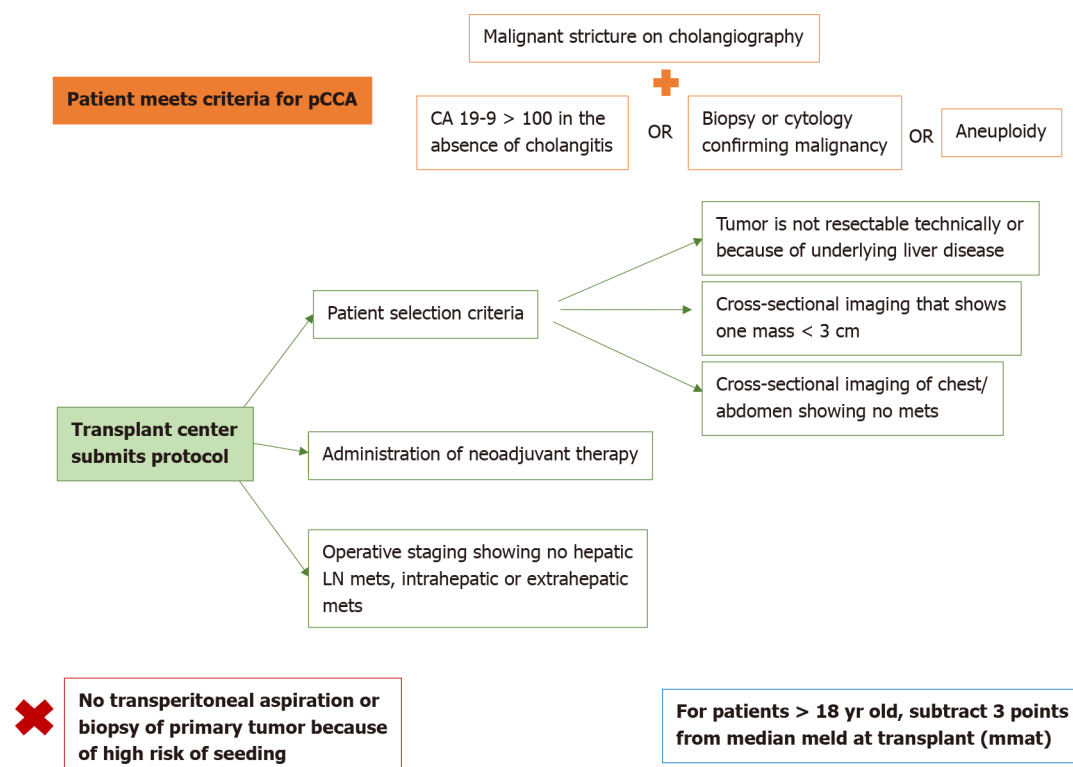 Malignant stricture on cholangiography
Patient meets criteria for pCCA
CA 19-9 > 100 in the
absence of cholangitis
OR
Biopsy or cytology
confirming malignancy
OR
Aneuploidy
Tumor is not resectable technically or
because of underlying liver disease
Patient selection criteria
Cross-sectional imaging that shows
one mass < 3 cm
Cross-sectional imaging of chest/
abdomen showing no mets
Transplant center
submits protocol
Administration of neoadjuvant therapy
Operative staging showing no hepatic
LN mets, intrahepatic or extrahepatic
mets
No transperitoneal aspiration or
biopsy of primary tumor because
of high risk of seeding
For patients > 18 yr old, subtract 3 points
from median meld at transplant (mmat)